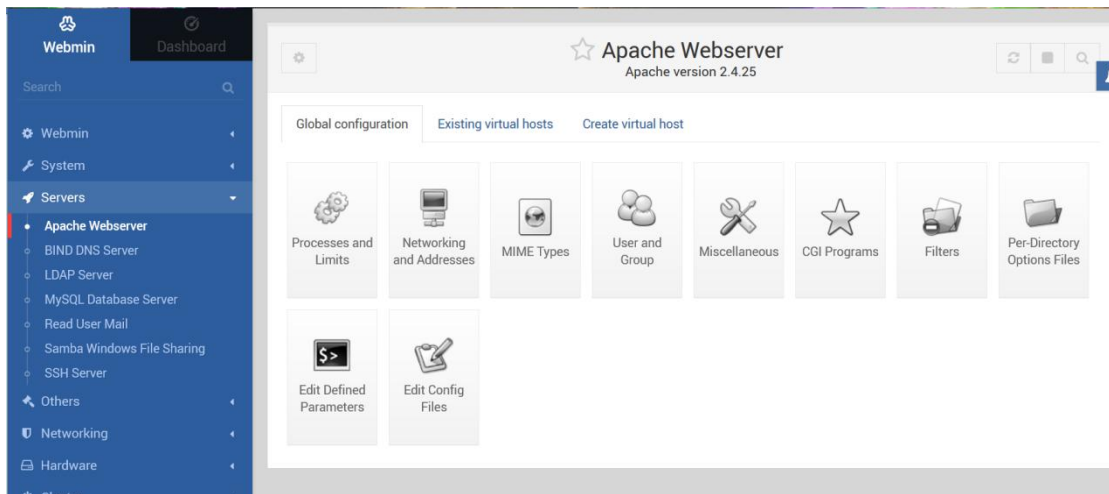 Webmin
Dashboard
Search
Webmin
System
Servers
Apache Webserver
BIND DNS Server
LDAP Server
MySQL Database Server
Read User Mail
Samba Windows File Sharing
SSH Server
Others
Networking
Hardware
Apache Webserver
Apache version 2.4.25
Global configuration
Existing virtual hosts
Create virtual host
Processes and
Limits
Networking
and Addresses
MIME Types
User and
Group
Miscellaneous
CGI Programs
Filters
Per-Directory
Options Files
$>
Edit Defined
Parameters
Edit Config
Files